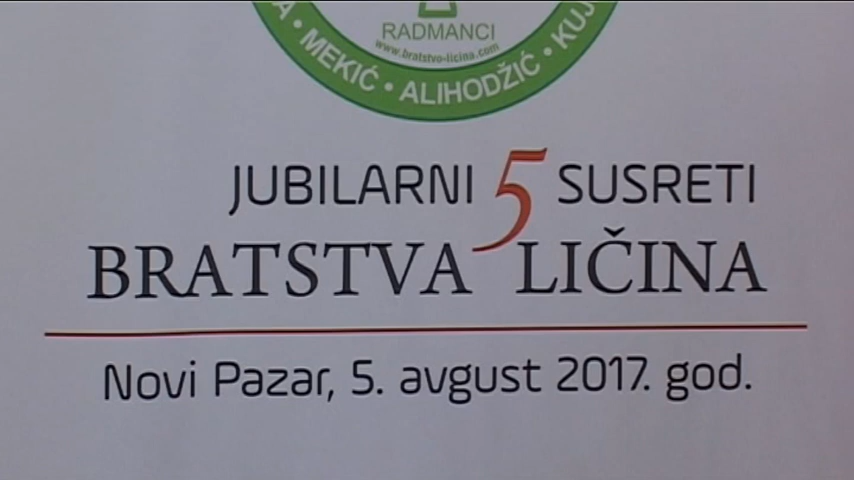 RADMANCI
www.bratstvo-licina.com
• MEKIĆ • ALIHODŽIĆ •
JUBILARNI 5 SUSRETI
BRATSTVA LIČINA
Novi Pazar, 5. avgust 2017. god.